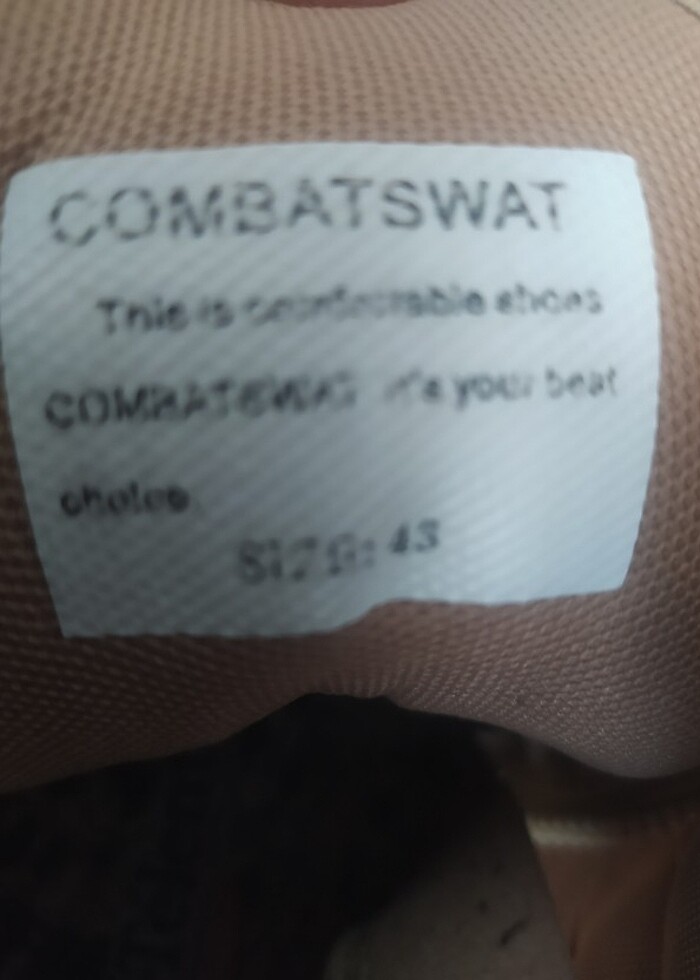 COMBATSWAT
This is comfortable shoes
COMBATSWAT it's your best
choice
SIZE: 43